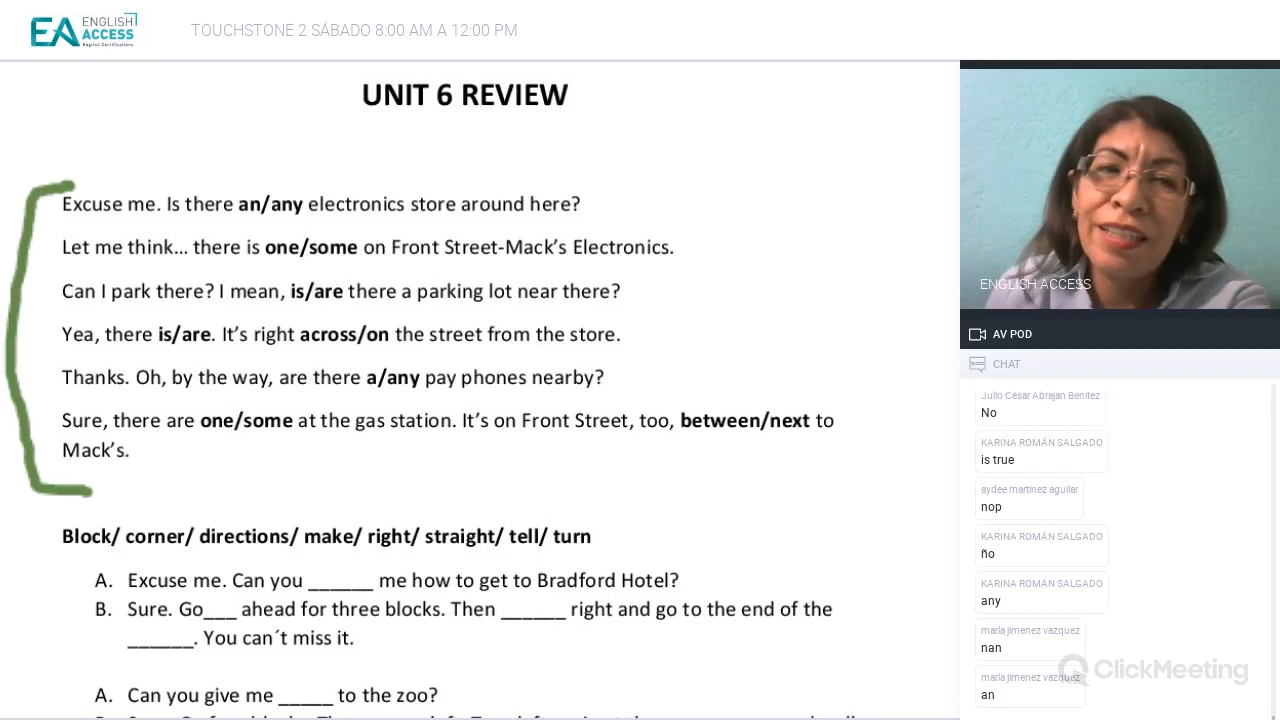 EA ENGLISH ACCESS
English Certifications
TOUCHSTONE 2 SÁBADO 8:00 AM A 12:00 PM
UNIT 6 REVIEW
Excuse me. Is there an/any electronics store around here?
Let me think... there is one/some on Front Street-Mack’s Electronics.
Can I park there? I mean, is/are there a parking lot near there?
Yea, there is/are. It’s right across/on the street from the store.
Thanks. Oh, by the way, are there a/any pay phones nearby?
Sure, there are one/some at the gas station. It’s on Front Street, too, between/next to
Mack’s.
Block/ corner/ directions/ make/ right/ straight/ tell/ turn
A. Excuse me. Can you ______ me how to get to Bradford Hotel?
B. Sure. Go___ ahead for three blocks. Then ______ right and go to the end of the
______. You can´t miss it.
A. Can you give me _____ to the zoo?
ENGLISH ACCESS
AV POD
CHAT
Julio César Abrajan Benitez
No
KARINA ROMÁN SALGADO
is true
aydee martinez aguilar
nop
KARINA ROMÁN SALGADO
ño
KARINA ROMÁN SALGADO
any
marla jimenez vazquez
nan
marla jimenez vazquez
an
ClickMeeting